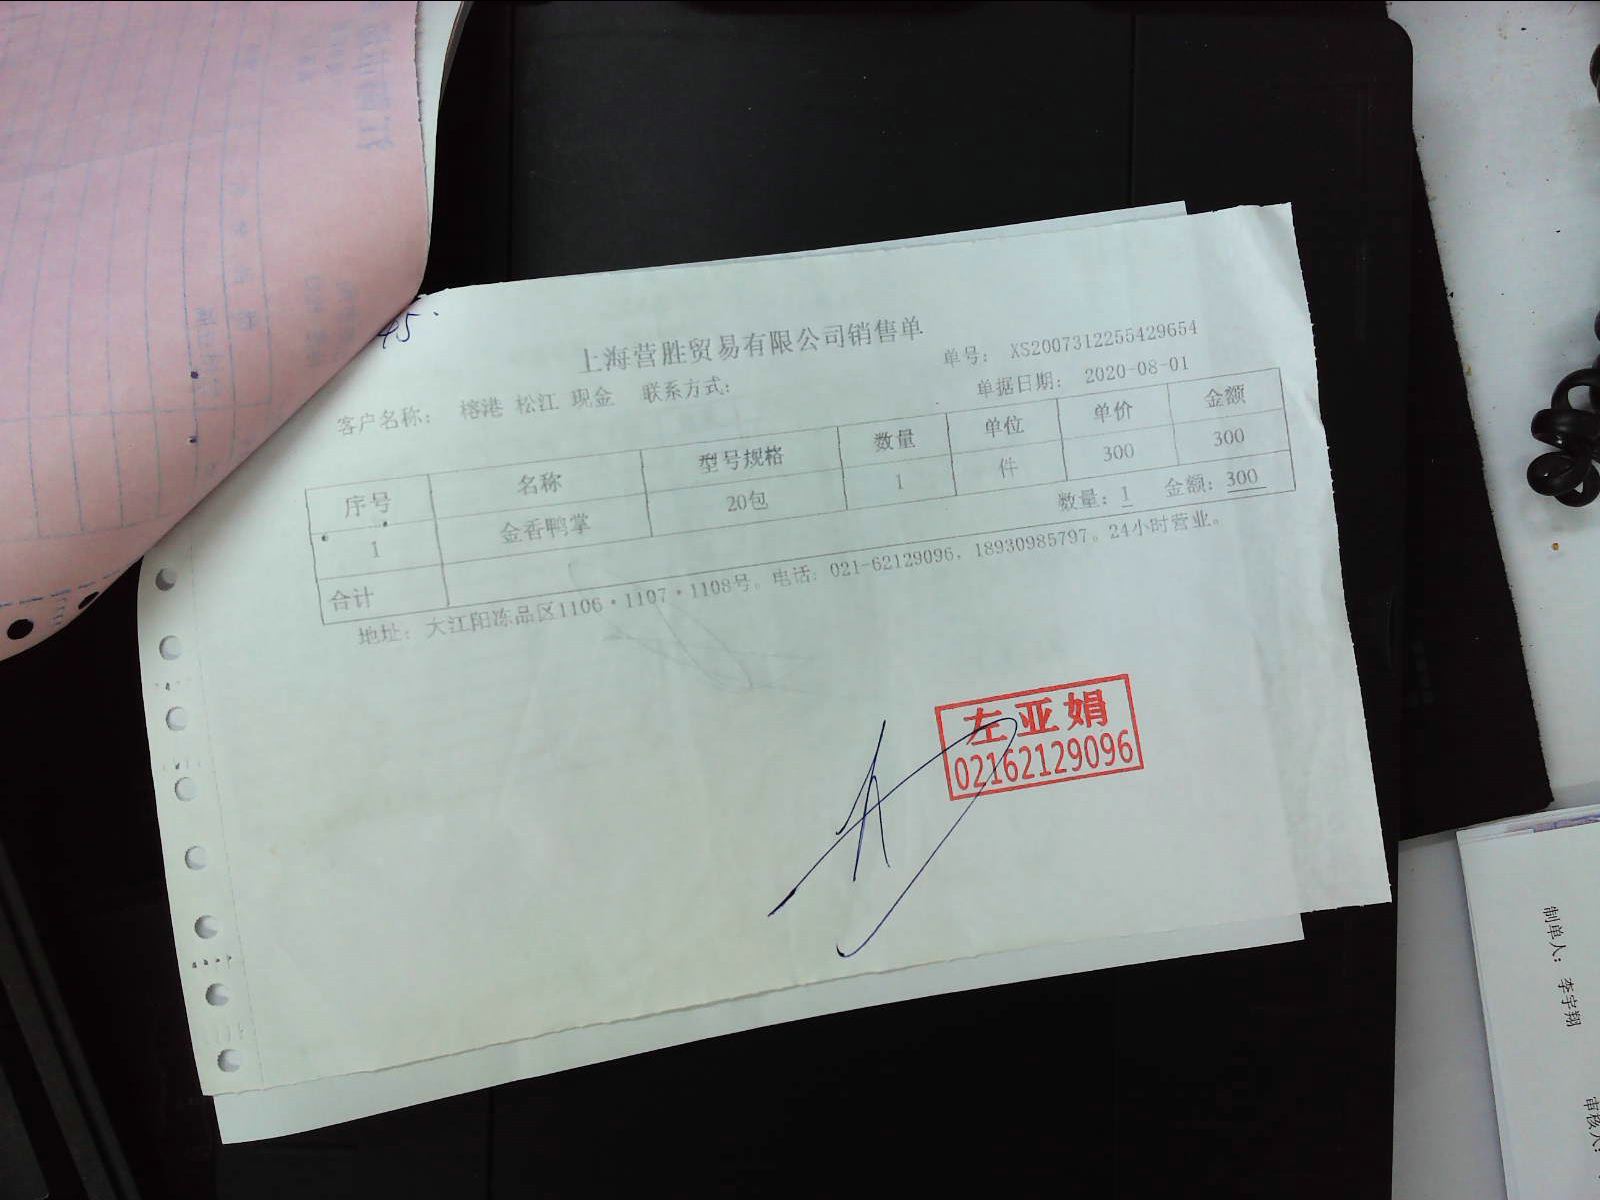 45.
上海营胜贸易有限公司销售单
单号: XS2007312255429654
客户名称: 榕港 松江 现金 联系方式:
单据日期: 2020-08-01
序号 名称 型号规格 数量 单位 单价 金额
1 金香鸭掌 20包 1 件 300 300
合计 数量: 1 金额: 300
地址: 大江阳冻品区1106·1107·1108号。电话: 021-62129096, 18930985797。24小时营业。
左亚娟
02162129096
制单人: 李宇翔
审核人: